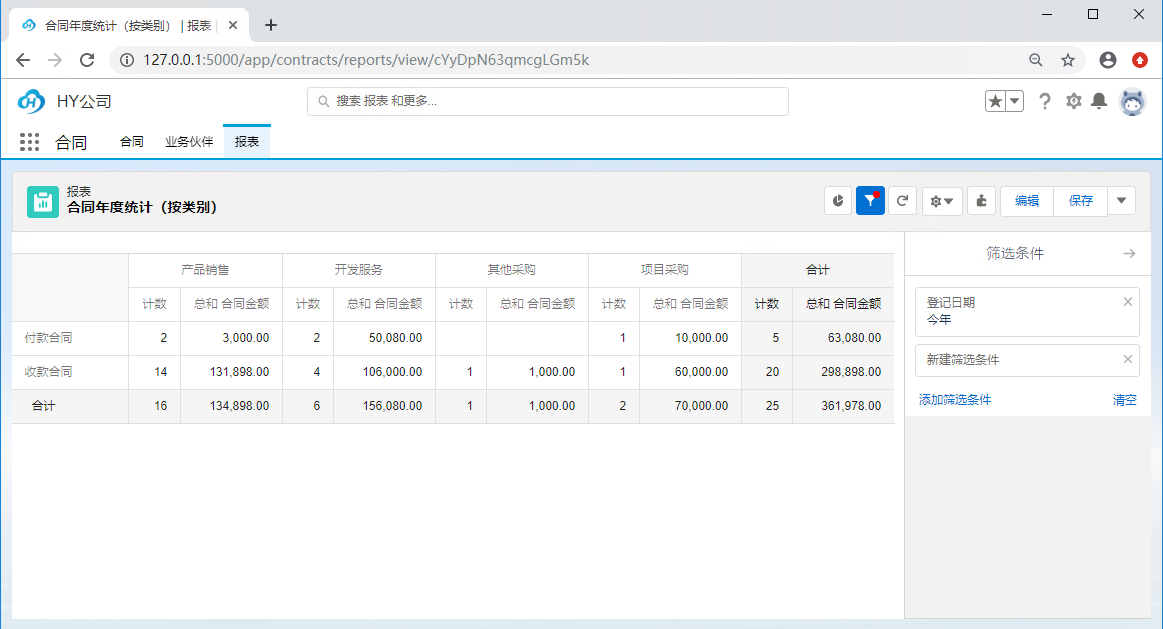 合同年度统计（按类别） | 报表
127.0.0.1:5000/app/contracts/reports/view/cYyDpN63qmcgLGm5k
HY公司
搜索 报表 和更多...
合同 合同 业务伙伴 报表
报表
合同年度统计（按类别）
编辑 保存
产品销售 开发服务 其他采购 项目采购 合计
计数 总和 合同金额 计数 总和 合同金额 计数 总和 合同金额 计数 总和 合同金额 计数 总和 合同金额
付款合同 2 3,000.00 2 50,080.00 1 10,000.00 5 63,080.00
收款合同 14 131,898.00 4 106,000.00 1 1,000.00 1 60,000.00 20 298,898.00
合计 16 134,898.00 6 156,080.00 1 1,000.00 2 70,000.00 25 361,978.00
筛选条件
登记日期
今年
新建筛选条件
添加筛选条件 清空